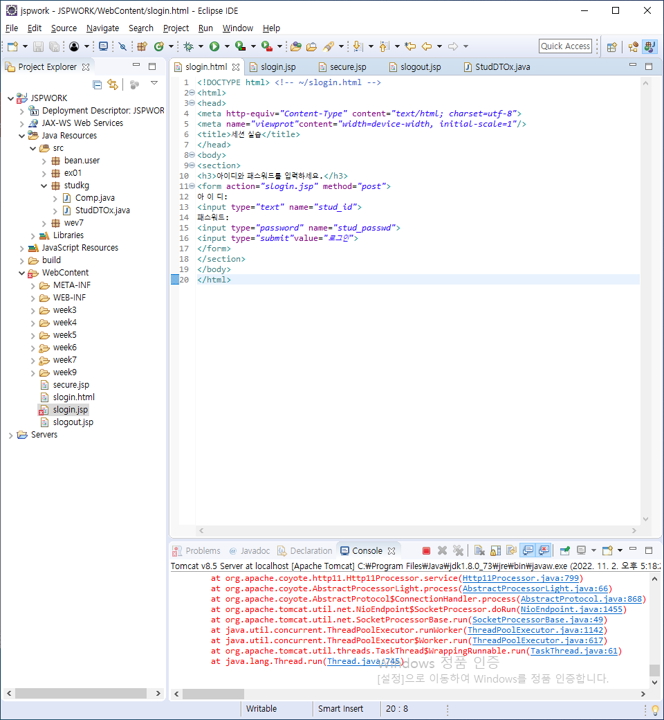 jspwork - JSPWORK/WebContent/slogin.html - Eclipse IDE
File Edit Source Navigate Search Project Run Window Help
Quick Access
Project Explorer
JSPWORK
Deployment Descriptor: JSPWOR
JAX-WS Web Services
Java Resources
src
bean.user
ex01
studkg
Comp.java
StudDTOx.java
wev7
Libraries
JavaScript Resources
build
WebContent
META-INF
WEB-INF
week3
week4
week5
week6
week7
week9
secure.jsp
slogin.html
slogin.jsp
slogout.jsp
Servers
slogin.html slogin.jsp secure.jsp slogout.jsp StudDTOx.java
1 <!DOCTYPE html> <!-- ~/slogin.html -->
2 <html>
3 <head>
4 <meta http-equiv="Content-Type" content="text/html; charset=utf-8">
5 <meta name="viewprot"content="width=device-width, initial-scale=1"/>
6 <title>세션 실습</title>
7 </head>
8 <body>
9 <section>
10 <h3>아이디와 패스워드를 입력하세요.</h3>
11 <form action="slogin.jsp" method="post">
12 아 이 디:
13 <input type="text" name="stud_id">
14 패스워드:
15 <input type="password" name="stud_passwd">
16 <input type="submit"value="로그인">
17 </form>
18 </section>
19 </body>
20 </html>
Problems Javadoc Declaration Console
Tomcat v8.5 Server at localhost [Apache Tomcat] C:₩Program Files₩Java₩jdk1.8.0_73₩jre₩bin₩javaw.exe (2022. 11. 2. 오후 5:18:2
at org.apache.coyote.http11.Http11Processor.service(Http11Processor.java:799)
at org.apache.coyote.AbstractProcessorLight.process(AbstractProcessorLight.java:66)
at org.apache.coyote.AbstractProtocol$ConnectionHandler.process(AbstractProtocol.java:868)
at org.apache.tomcat.util.net.NioEndpoint$SocketProcessor.doRun(NioEndpoint.java:1455)
at org.apache.tomcat.util.net.SocketProcessorBase.run(SocketProcessorBase.java:49)
at java.util.concurrent.ThreadPoolExecutor.runWorker(ThreadPoolExecutor.java:1142)
at java.util.concurrent.ThreadPoolExecutor$Worker.run(ThreadPoolExecutor.java:617)
at org.apache.tomcat.util.threads.TaskThread$WrappingRunnable.run(TaskThread.java:61)
at java.lang.Thread.run(Thread.java:745)
Windows 정품 인증
[설정]으로 이동하여 Windows를 정품 인증합니다.
Writable Smart Insert 20 : 8